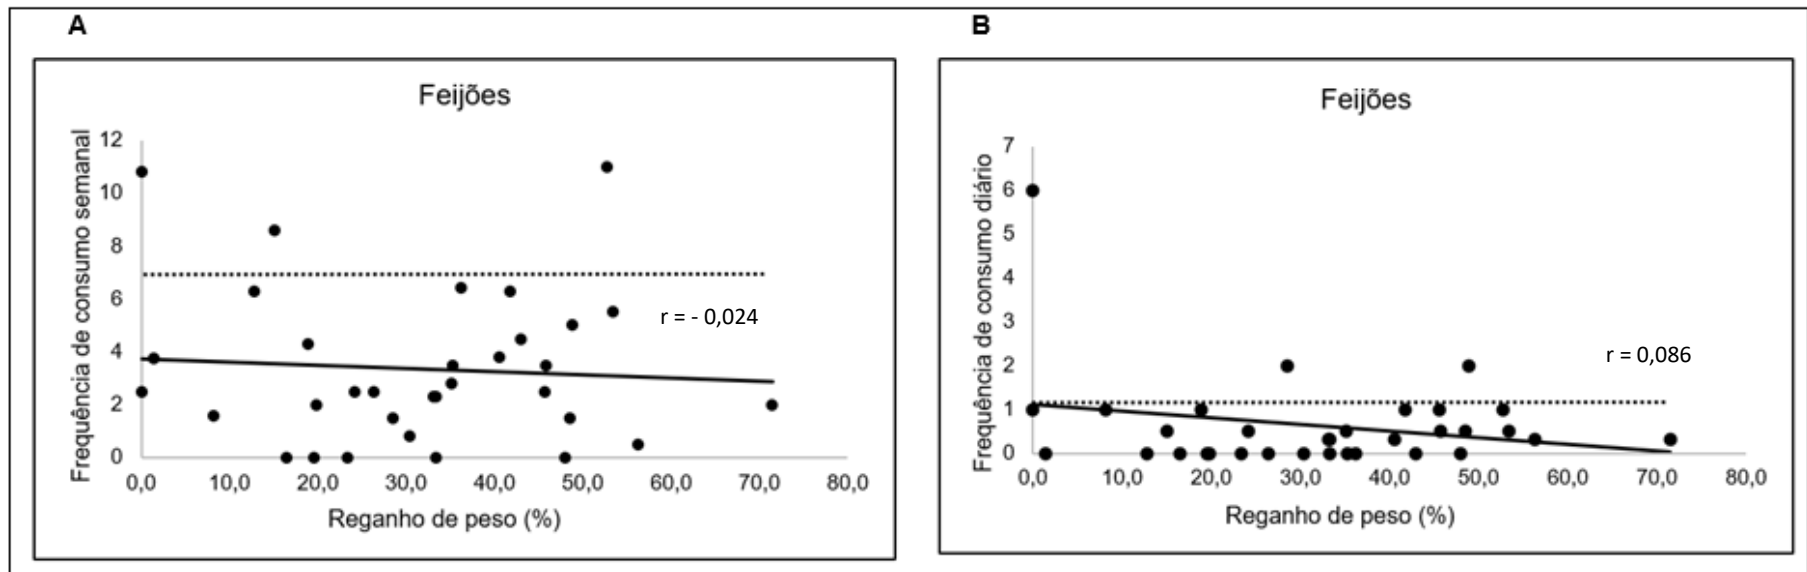 A
Feijões
Frequência de consumo semanal
12
10
8
6
4
2
0
r = - 0,024
0,0 10,0 20,0 30,0 40,0 50,0 60,0 70,0 80,0
Reganho de peso (%)
B
Feijões
Frequência de consumo diário
7
6
5
4
3
2
1
0
r = 0,086
0,0 10,0 20,0 30,0 40,0 50,0 60,0 70,0 80,0
Reganho de peso (%)